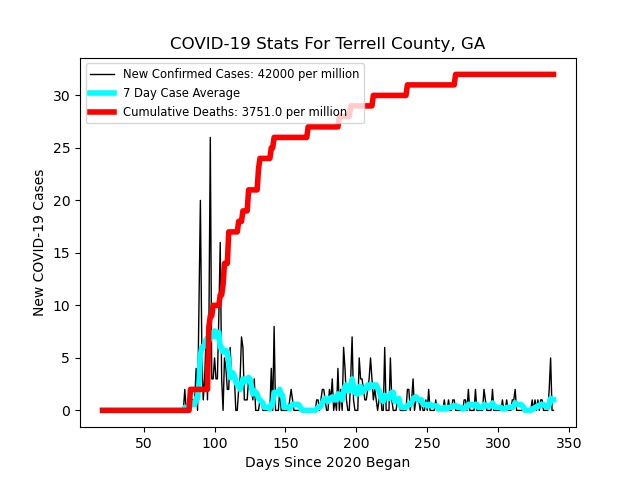 COVID-19 Stats For Terrell County, GA
New Confirmed Cases: 42000 per million
7 Day Case Average
Cumulative Deaths: 3751.0 per million
New COVID-19 Cases
30
25
20
15
10
5
0
50
100
150
200
250
300
350
Days Since 2020 Began